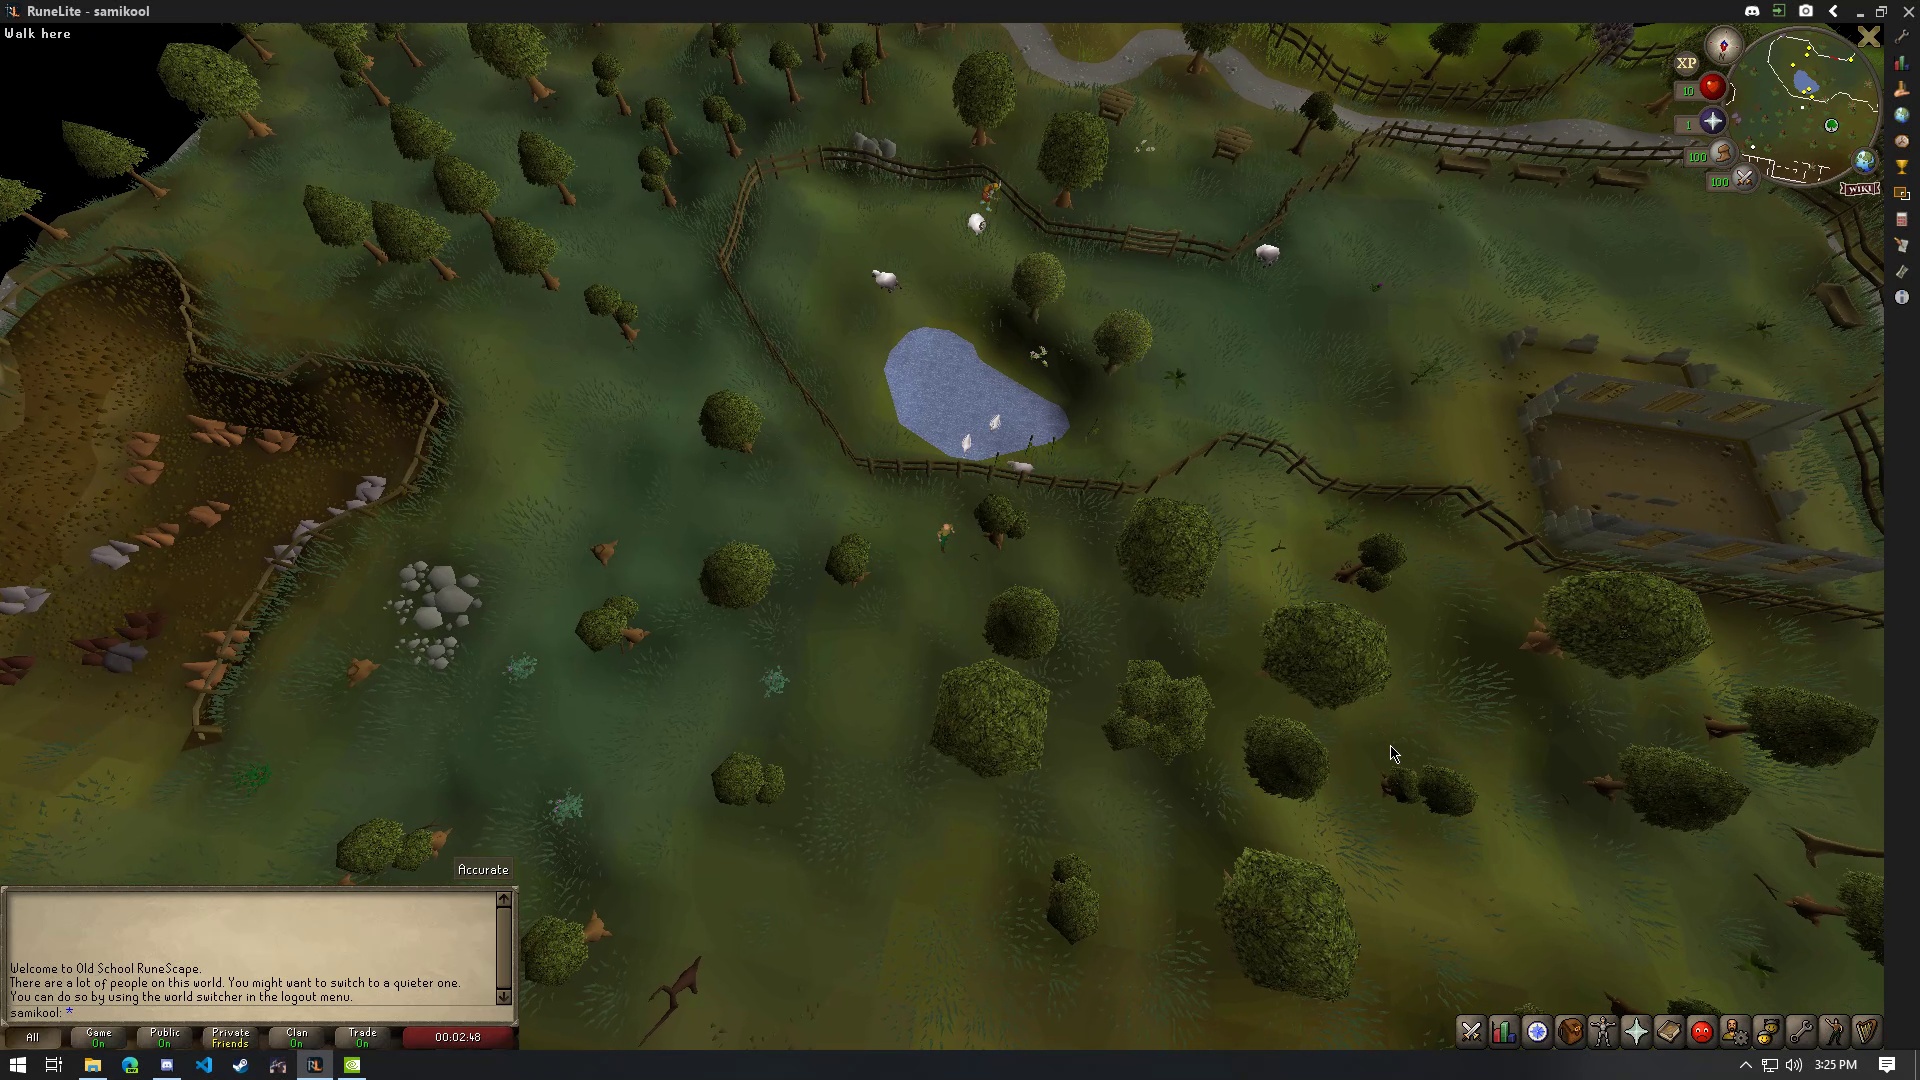 RuneLite - samikool
Walk here
XP
10
1
100
100
WIKI
Accurate
Welcome to Old School RuneScape.
There are a lot of people on this world. You might want to switch to a quieter one.
You can do so by using the world switcher in the logout menu.
samikool: *
All
Game
On
Public
On
Private
Friends
Clan
On
Trade
On
00:02:48
3:25 PM